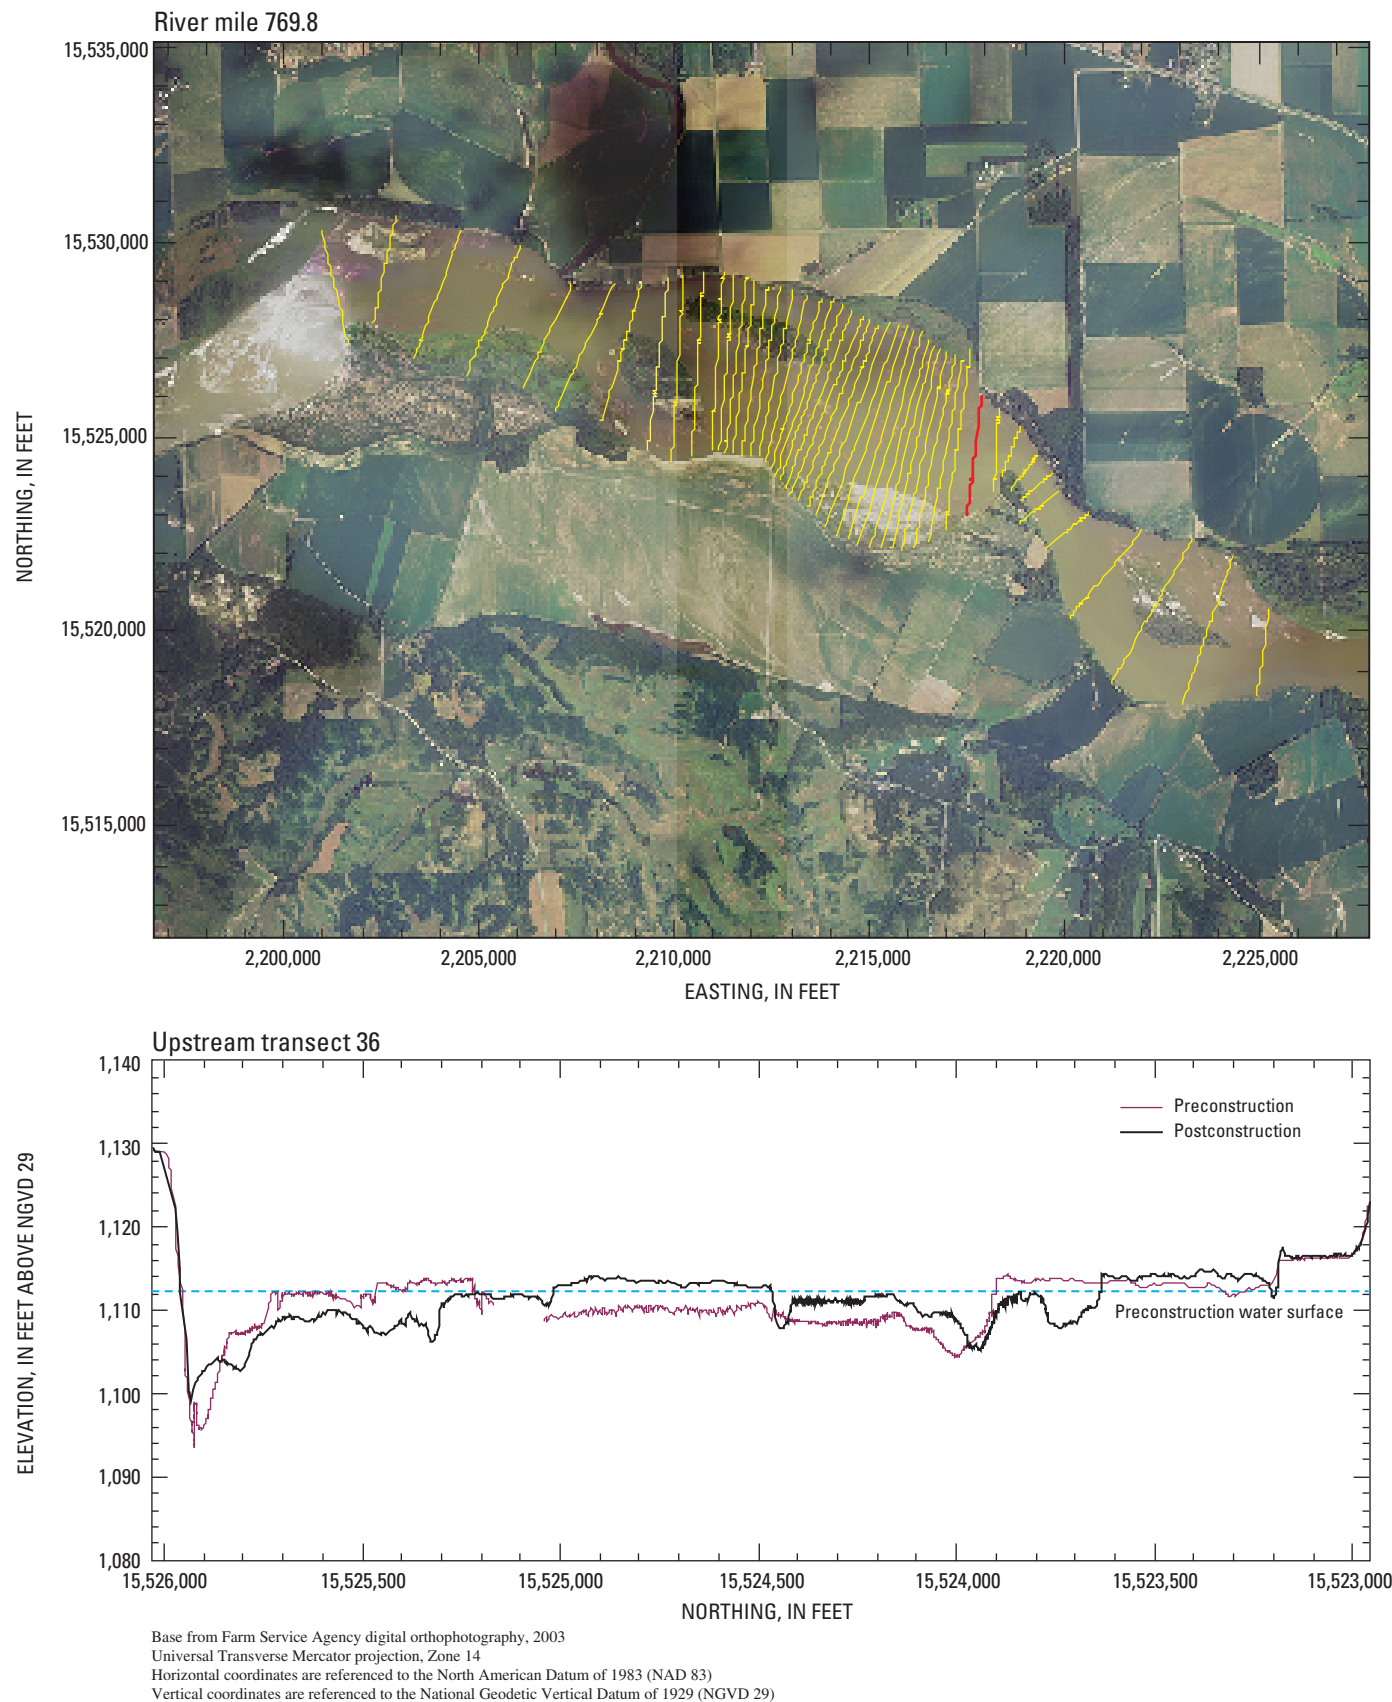 River mile 769.8
15,535,000
15,530,000
15,525,000
15,520,000
15,515,000
NORTHING, IN FEET
2,200,000 2,205,000 2,210,000 2,215,000 2,220,000 2,225,000
EASTING, IN FEET
Upstream transect 36
1,140
1,130
1,120
1,110
1,100
1,090
1,080
ELEVATION, IN FEET ABOVE NGVD 29
Preconstruction
Postconstruction
Preconstruction water surface
15,526,000 15,525,500 15,525,000 15,524,500 15,524,000 15,523,500 15,523,000
NORTHING, IN FEET
Base from Farm Service Agency digital orthophotography, 2003
Universal Transverse Mercator projection, Zone 14
Horizontal coordinates are referenced to the North American Datum of 1983 (NAD 83)
Vertical coordinates are referenced to the National Geodetic Vertical Datum of 1929 (NGVD 29)